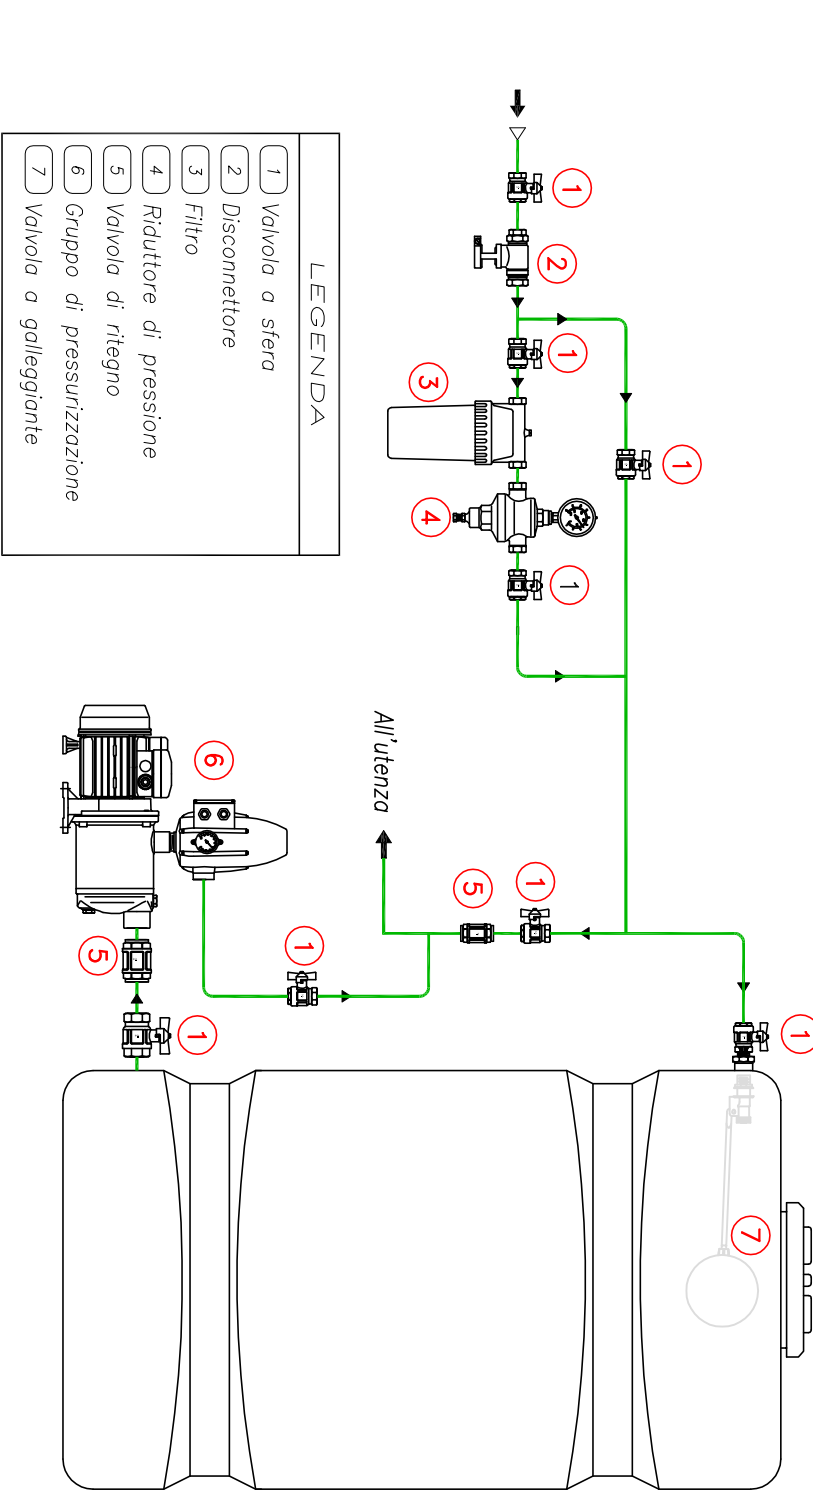 LEGENDA
1 Valvola a sfera
2 Disconnettore
3 Filtro
4 Riduttore di pressione
5 Valvola di ritegno
6 Gruppo di pressurizzazione
7 Valvola a galleggiante
1
2
1
3
1
4
1
6
All'utenza
5
1
5
1
1
1
7